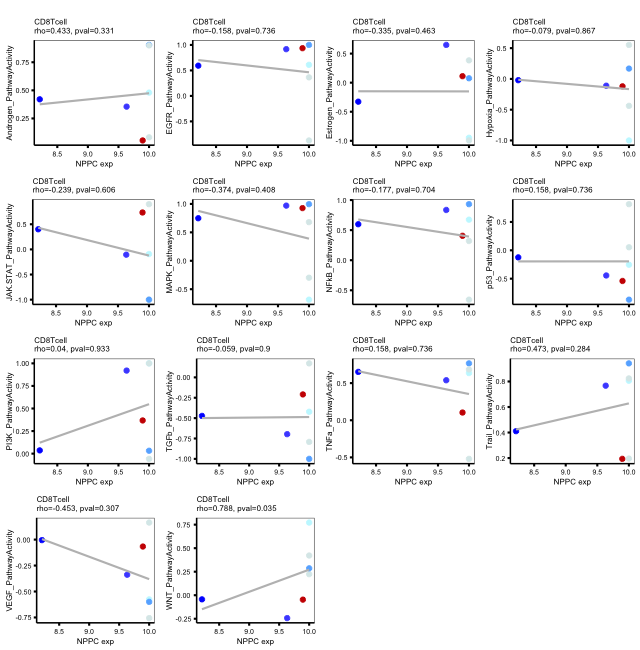 CD8Tcell
rho=0.433, pval=0.331
Androgen_PathwayActivity
0.75
0.50
0.25
8.5 9.0 9.5 10.0
NPPC exp
CD8Tcell
rho=-0.158, pval=0.736
EGFR_PathwayActivity
1.0
0.5
0.0
-0.5
8.5 9.0 9.5 10.0
NPPC exp
CD8Tcell
rho=-0.335, pval=0.463
Estrogen_PathwayActivity
0.5
0.0
-0.5
-1.0
8.5 9.0 9.5 10.0
NPPC exp
CD8Tcell
rho=-0.079, pval=0.867
Hypoxia_PathwayActivity
0.5
0.0
-0.5
-1.0
8.5 9.0 9.5 10.0
NPPC exp
CD8Tcell
rho=-0.239, pval=0.606
JAK-STAT_PathwayActivity
0.5
0.0
-0.5
-1.0
8.5 9.0 9.5 10.0
NPPC exp
CD8Tcell
rho=-0.374, pval=0.408
MAPK_PathwayActivity
1.0
0.5
0.0
-0.5
8.5 9.0 9.5 10.0
NPPC exp
CD8Tcell
rho=-0.177, pval=0.704
NFkB_PathwayActivity
1.0
0.5
0.0
-0.5
8.5 9.0 9.5 10.0
NPPC exp
CD8Tcell
rho=0.158, pval=0.736
p53_PathwayActivity
0.5
0.0
-0.5
8.5 9.0 9.5 10.0
NPPC exp
CD8Tcell
rho=0.04, pval=0.933
PI3K_PathwayActivity
1.00
0.75
0.50
0.25
0.00
8.5 9.0 9.5 10.0
NPPC exp
CD8Tcell
rho=-0.059, pval=0.9
TGFb_PathwayActivity
0.00
-0.25
-0.50
-0.75
-1.00
8.5 9.0 9.5 10.0
NPPC exp
CD8Tcell
rho=0.158, pval=0.736
TNFa_PathwayActivity
0.5
0.0
-0.5
8.5 9.0 9.5 10.0
NPPC exp
CD8Tcell
rho=0.473, pval=0.284
Trail_PathwayActivity
0.8
0.6
0.4
0.2
8.5 9.0 9.5 10.0
NPPC exp
CD8Tcell
rho=-0.453, pval=0.307
VEGF_PathwayActivity
0.00
-0.25
-0.50
-0.75
8.5 9.0 9.5 10.0
NPPC exp
CD8Tcell
rho=0.788, pval=0.035
WNT_PathwayActivity
0.75
0.50
0.25
0.00
-0.25
8.5 9.0 9.5 10.0
NPPC exp